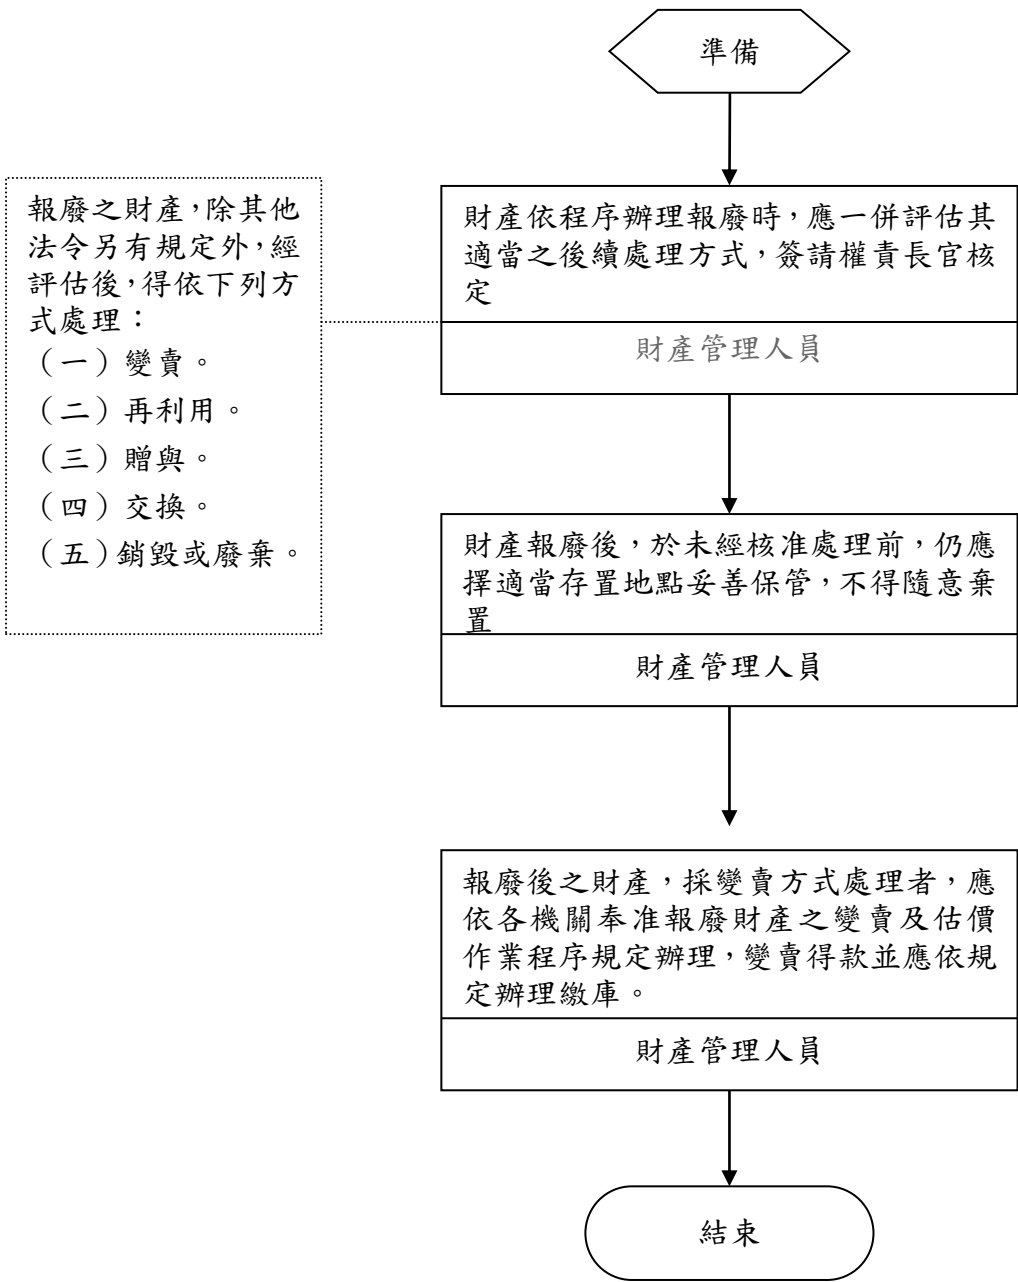 準備
報廢之財產，除其他
法令另有規定外，經
評估後，得依下列方
式處理：
（一）變賣。
（二）再利用。
（三）贈與。
（四）交換。
（五）銷毀或廢棄。
財產依程序辦理報廢時，應一併評估其
適當之後續處理方式，簽請權責長官核
定
財產管理人員
財產報廢後，於未經核准處理前，仍應
擇適當存置地點妥善保管，不得隨意棄
置
財產管理人員
報廢後之財產，採變賣方式處理者，應
依各機關奉准報廢財產之變賣及估價
作業程序規定辦理，變賣得款並應依規
定辦理繳庫。
財產管理人員
結束